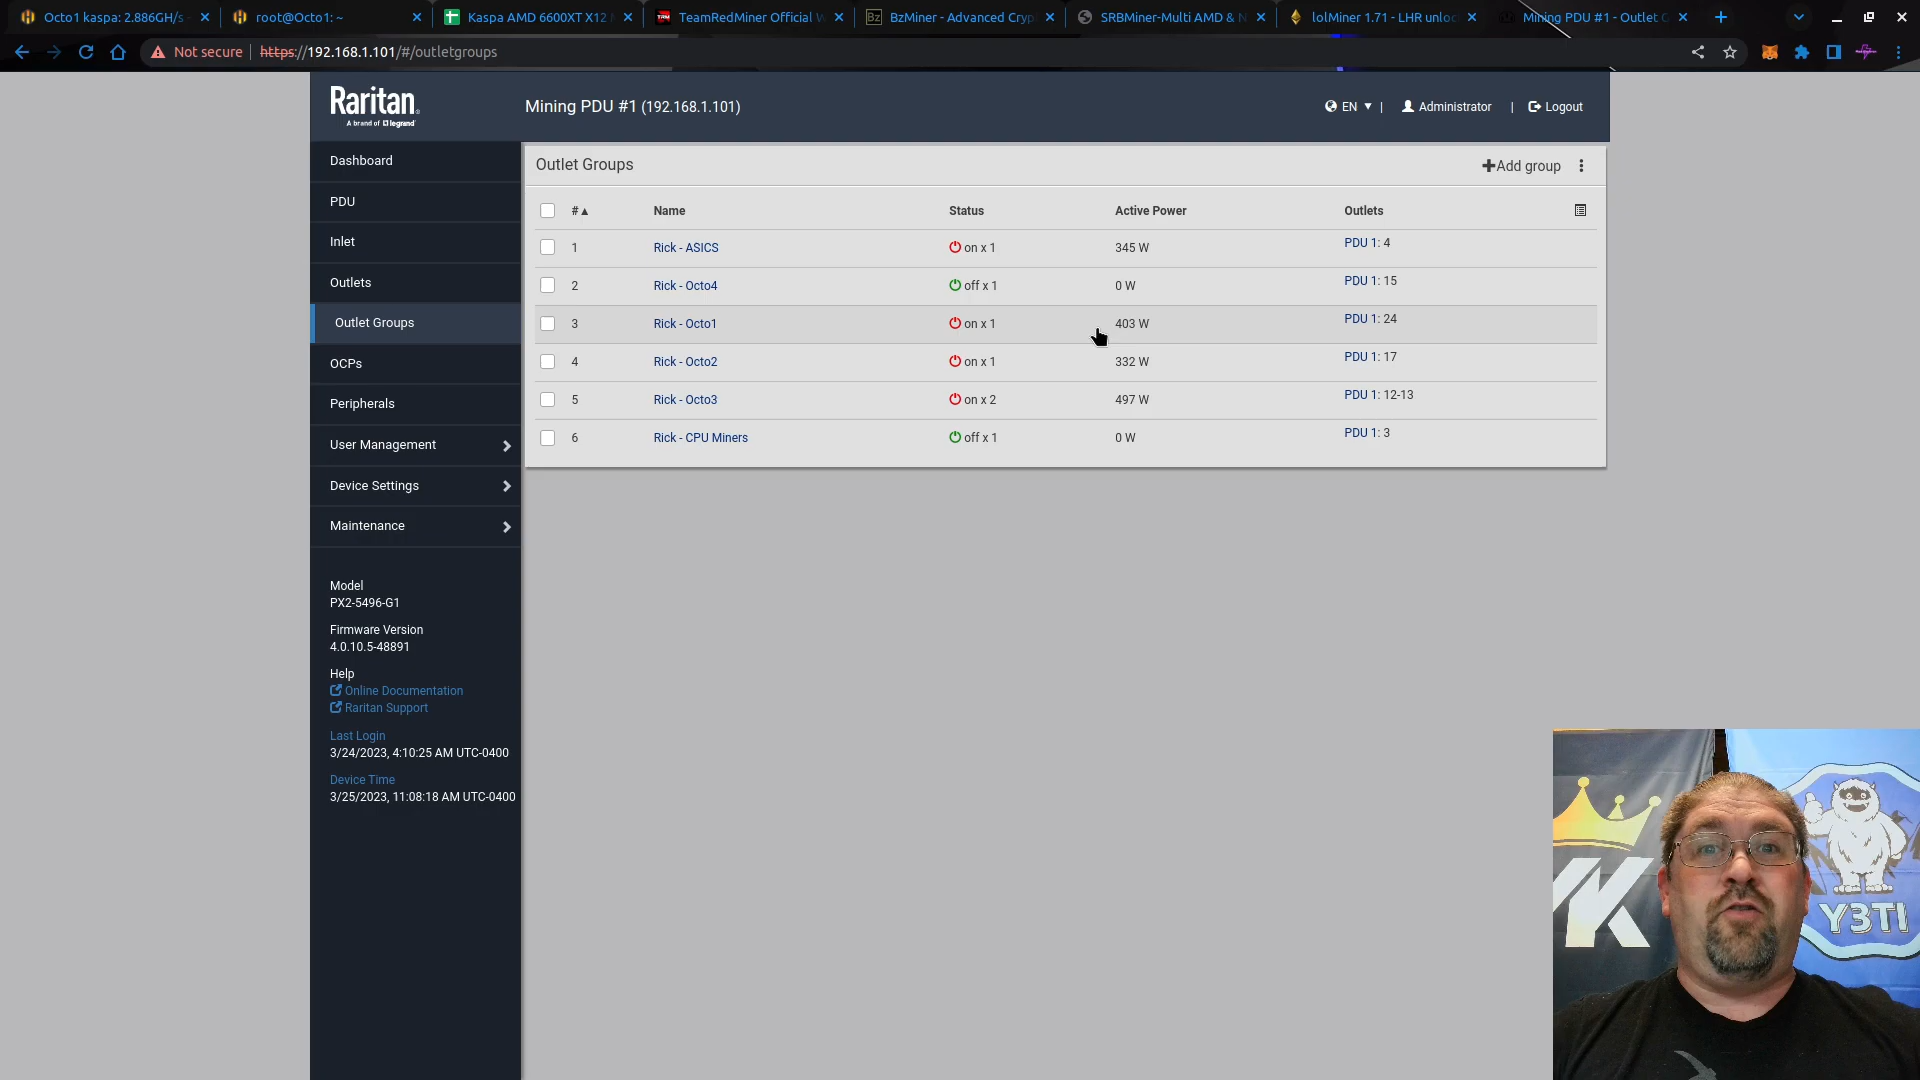 Octo1 kaspa: 2.886GH/s
root@Octo1: ~
Kaspa AMD 6600XT X12
TeamRedMiner Official
BzMiner - Advanced Cryp
SRBMiner-Multi AMD &
lolMiner 1.71 - LHR unloc
Mining PDU #1 - Outlet
Not secure
https://192.168.1.101/#/outletgroups
Raritan.
A brand of legrand
Mining PDU #1 (192.168.1.101)
EN
Administrator
Logout
Dashboard
PDU
Inlet
Outlets
Outlet Groups
OCPs
Peripherals
User Management
Device Settings
Maintenance
Model
PX2-5496-G1
Firmware Version
4.0.10.5-48891
Help
Online Documentation
Raritan Support
Last Login
3/24/2023, 4:10:25 AM UTC-0400
Device Time
3/25/2023, 11:08:18 AM UTC-0400
Outlet Groups
Add group
# Name Status Active Power Outlets
1 Rick - ASICS on x 1 345 W PDU 1: 4
2 Rick - Octo4 off x 1 0 W PDU 1: 15
3 Rick - Octo1 on x 1 403 W PDU 1: 24
4 Rick - Octo2 on x 1 332 W PDU 1: 17
5 Rick - Octo3 on x 2 497 W PDU 1: 12-13
6 Rick - CPU Miners off x 1 0 W PDU 1: 3
Y3TI